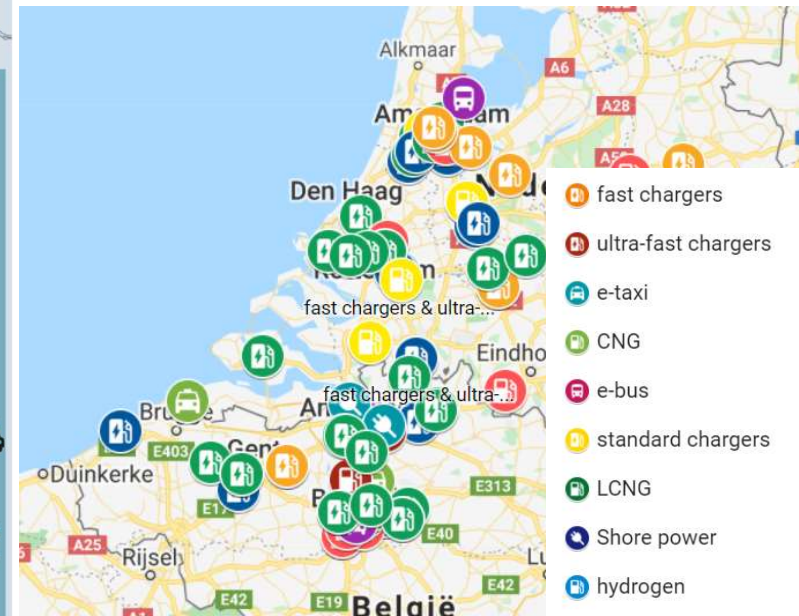 Alkmaar
A6
A28
Den Haag
fast chargers & ultra-...
Eindho
fast chargers & ultra-...
E403
Gent
Duinkerke
E313
E17
E40
A25
Rijsel
E42
E19
België
E42
fast chargers
ultra-fast chargers
e-taxi
CNG
e-bus
standard chargers
LCNG
Shore power
hydrogen